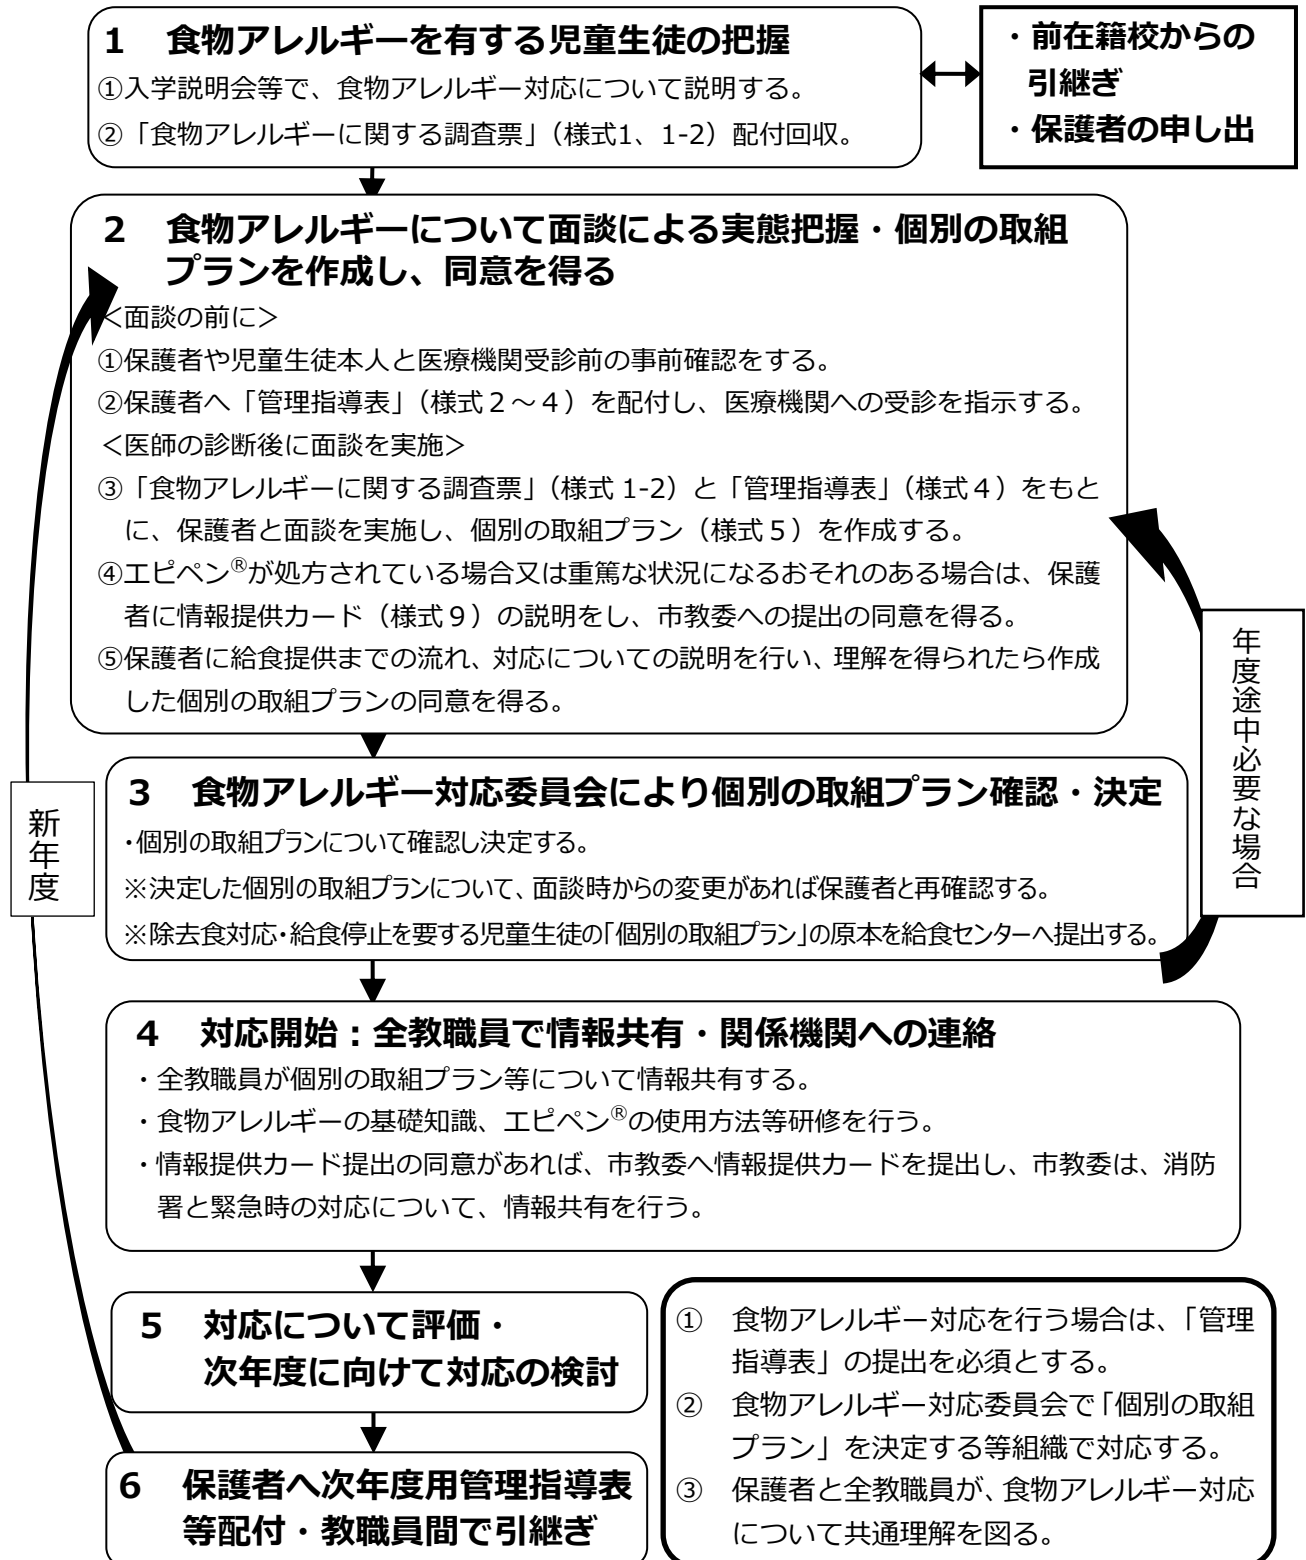 1 食物アレルギーを有する児童生徒の把握
①入学説明会等で、食物アレルギー対応について説明する。
②「食物アレルギーに関する調査票」（様式1、1-2）配付回収。
・前在籍校からの
引継ぎ
・保護者の申し出
2 食物アレルギーについて面談による実態把握・個別の取組
プランを作成し、同意を得る
＜面談の前に＞
①保護者や児童生徒本人と医療機関受診前の事前確認をする。
②保護者へ「管理指導表」（様式２～４）を配付し、医療機関への受診を指示する。
＜医師の診断後に面談を実施＞
③「食物アレルギーに関する調査票」（様式 1-2）と「管理指導表」（様式４）をもと
に、保護者と面談を実施し、個別の取組プラン（様式５）を作成する。
④エピペン®が処方されている場合又は重篤な状況になるおそれのある場合は、保護
者に情報提供カード（様式９）の説明をし、市教委への提出の同意を得る。
⑤保護者に給食提供までの流れ、対応についての説明を行い、理解を得られたら作成
した個別の取組プランの同意を得る。
年度途中必要な場合
新年度
3 食物アレルギー対応委員会により個別の取組プラン確認・決定
・個別の取組プランについて確認し決定する。
※決定した個別の取組プランについて、面談時からの変更があれば保護者と再確認する。
※除去食対応・給食停止を要する児童生徒の「個別の取組プラン」の原本を給食センターへ提出する。
4 対応開始：全教職員で情報共有・関係機関への連絡
・全教職員が個別の取組プラン等について情報共有する。
・食物アレルギーの基礎知識、エピペン®の使用方法等研修を行う。
・情報提供カード提出の同意があれば、市教委へ情報提供カードを提出し、市教委は、消防
署と緊急時の対応について、情報共有を行う。
5 対応について評価・
次年度に向けて対応の検討
6 保護者へ次年度用管理指導表
等配付・教職員間で引継ぎ
① 食物アレルギー対応を行う場合は、「管理
指導表」の提出を必須とする。
② 食物アレルギー対応委員会で「個別の取組
プラン」を決定する等組織で対応する。
③ 保護者と全教職員が、食物アレルギー対応
について共通理解を図る。